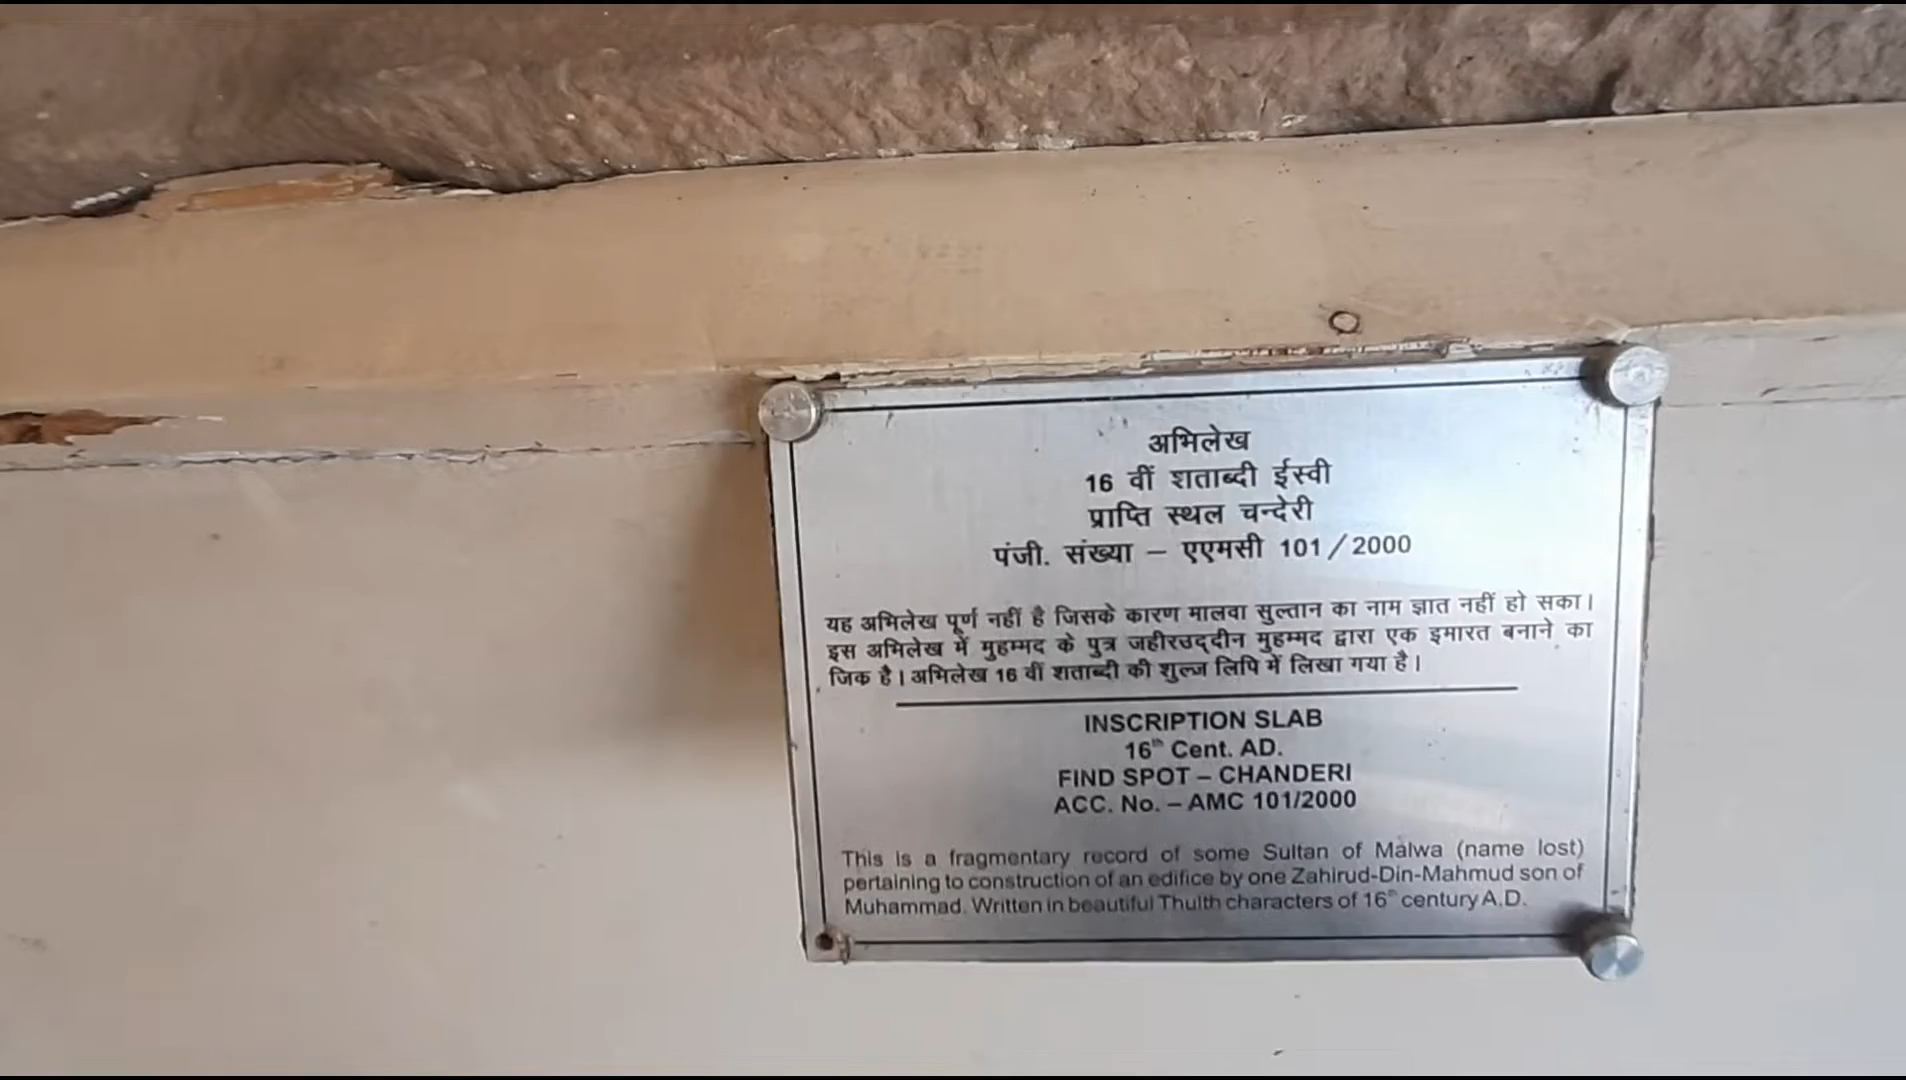 अभिलेख
16 वीं शताब्दी ईस्वी
प्राप्ति स्थल चन्देरी
पंजी. संख्या – एएमसी 101/2000
यह अभिलेख पूर्ण नहीं है जिसके कारण मालवा सुल्तान का नाम ज्ञात नहीं हो सका।
इस अभिलेख में मुहम्मद के पुत्र जहीरउद्दीन मुहम्मद द्वारा एक इमारत बनाने का
जिक है। अभिलेख 16 वीं शताब्दी की शुल्ज लिपि में लिखा गया है।
INSCRIPTION SLAB
16th Cent. AD.
FIND SPOT – CHANDERI
ACC. No. – AMC 101/2000
This is a fragmentary record of some Sultan of Malwa (name lost)
pertaining to construction of an edifice by one Zahirud-Din-Mahmud son of
Muhammad. Written in beautiful Thulth characters of 16th century A.D.